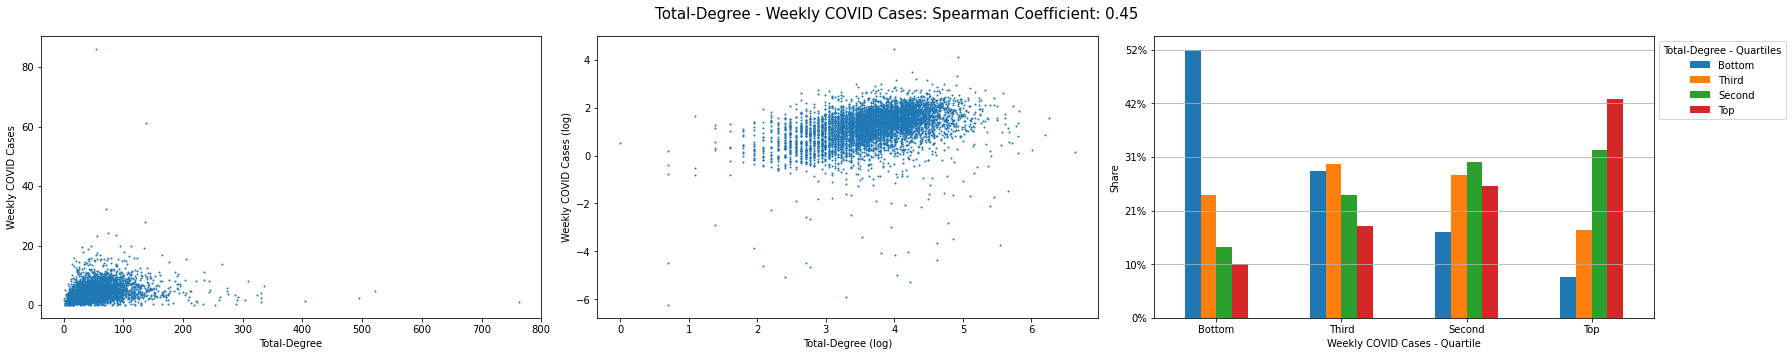 Total-Degree - Weekly COVID Cases: Spearman Coefficient: 0.45
Weekly COVID Cases
80
60
40
20
0
0 100 200 300 400 500 600 700 800
Total-Degree
Weekly COVID Cases (log)
4
2
0
−2
−4
−6
0 1 2 3 4 5 6
Total-Degree (log)
Share
52%
42%
31%
21%
10%
0%
Bottom Third Second Top
Weekly COVID Cases - Quartile
Total-Degree - Quartiles
Bottom
Third
Second
Top